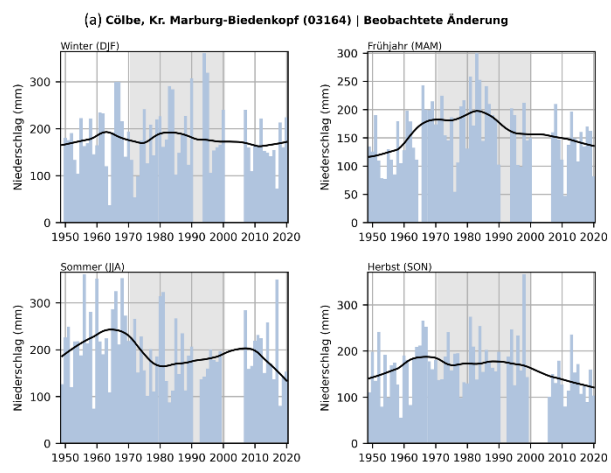 (a) Cölbe, Kr. Marburg-Biedenkopf (03164) | Beobachtete Änderung
Winter (DJF)
Niederschlag (mm)
300
200
100
0
1950 1960 1970 1980 1990 2000 2010 2020
Frühjahr (MAM)
Niederschlag (mm)
300
250
200
150
100
50
0
1950 1960 1970 1980 1990 2000 2010 2020
Sommer (JJA)
Niederschlag (mm)
300
200
100
0
1950 1960 1970 1980 1990 2000 2010 2020
Herbst (SON)
Niederschlag (mm)
300
200
100
0
1950 1960 1970 1980 1990 2000 2010 2020